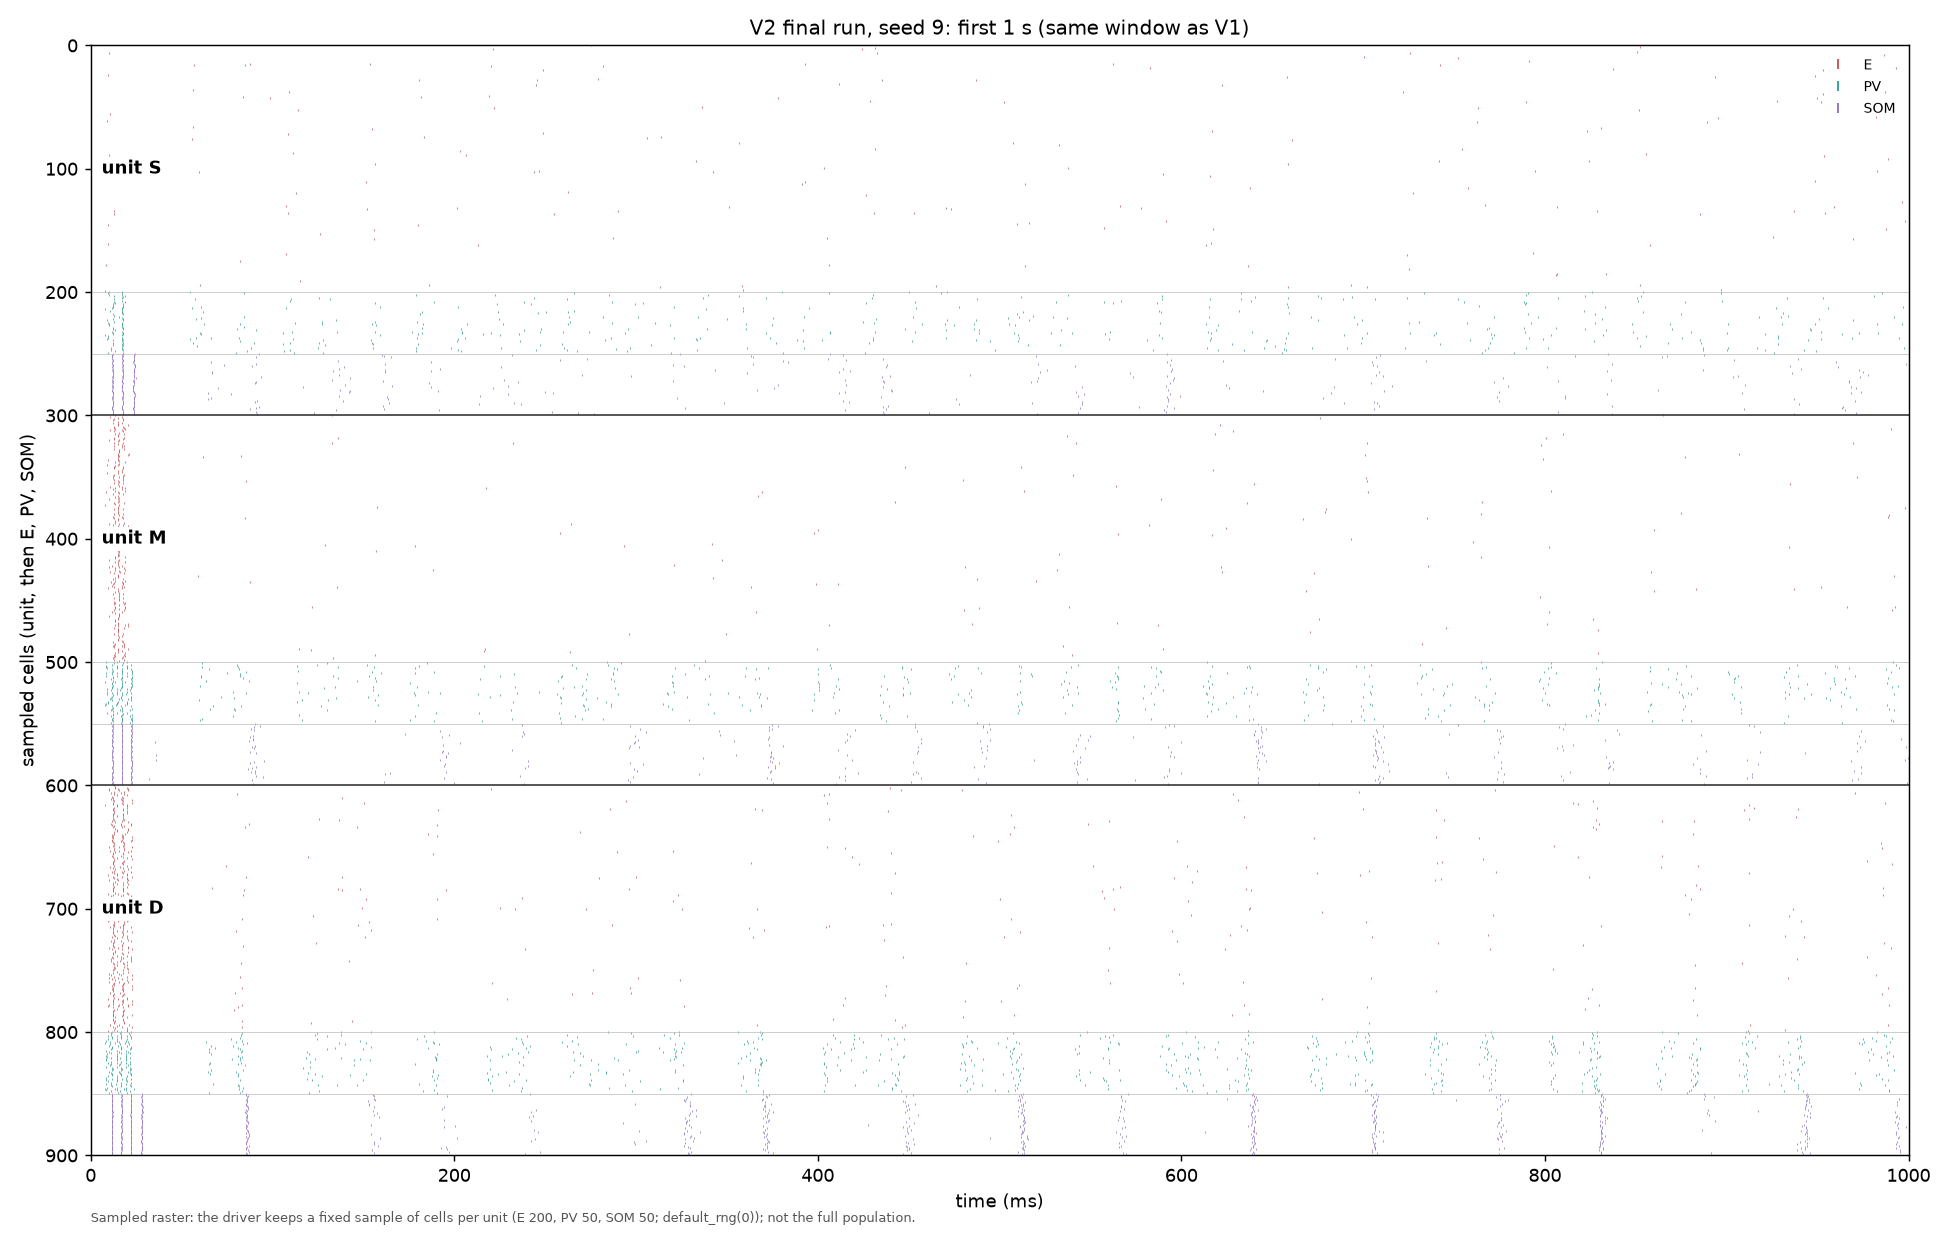 V2 final run, seed 9: first 1 s (same window as V1)
E
PV
SOM
unit S
unit M
unit D
0
100
200
300
400
500
600
700
800
900
sampled cells (unit, then E, PV, SOM)
0
200
400
600
800
1000
time (ms)
Sampled raster: the driver keeps a fixed sample of cells per unit (E 200, PV 50, SOM 50; default_rng(0)); not the full population.